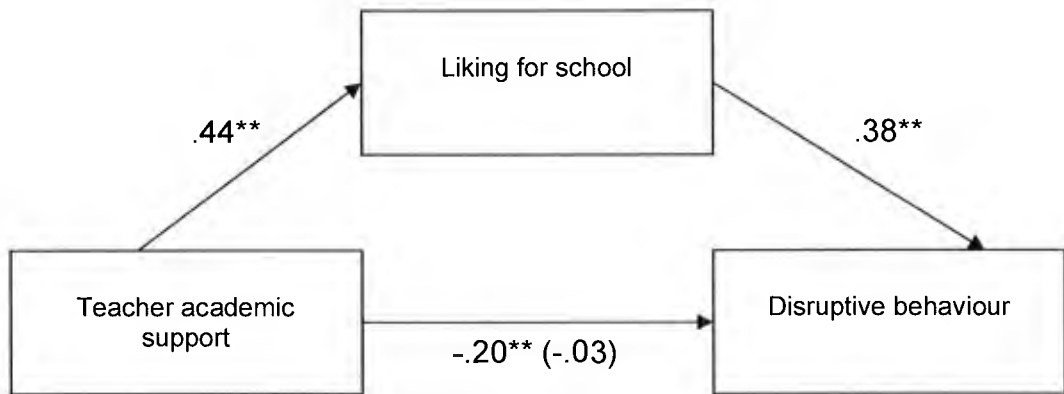 Liking for school
.44**
.38**
Teacher academic
support
Disruptive behaviour
-.20** (-.03)